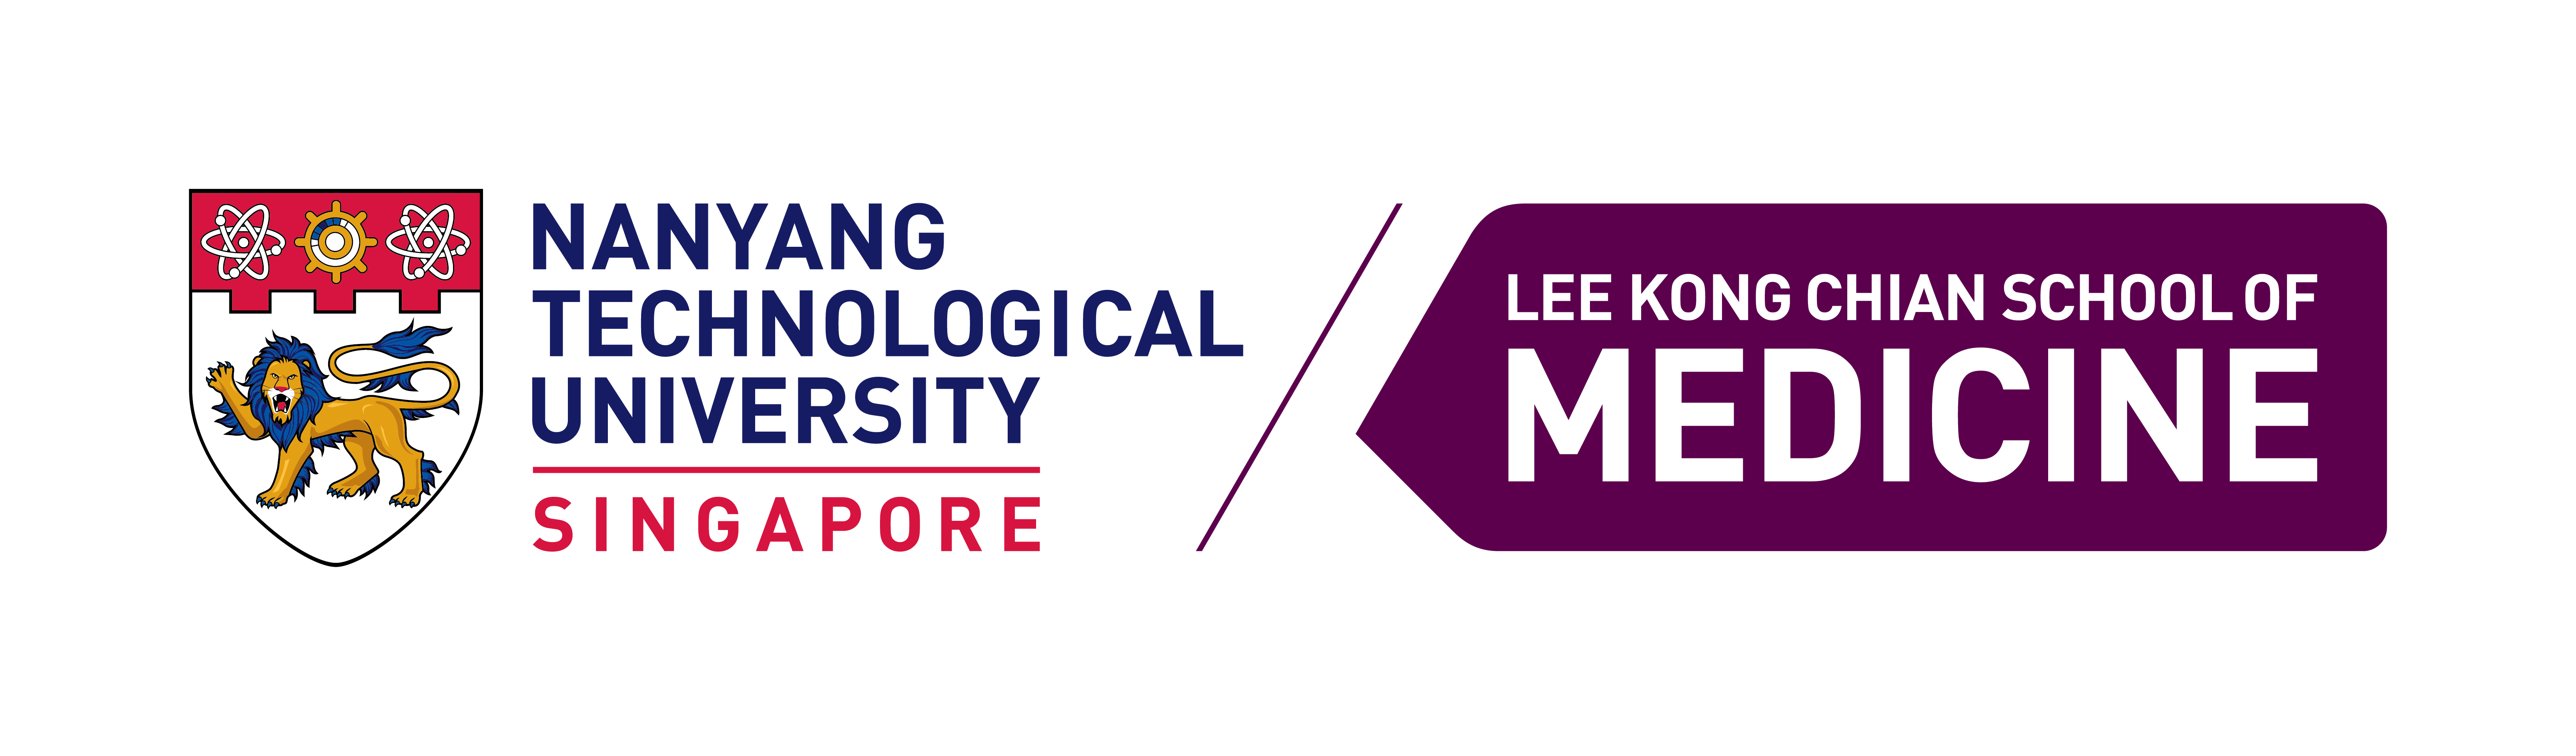 NANYANG
TECHNOLOGICAL
UNIVERSITY
SINGAPORE
LEE KONG CHIAN SCHOOL OF
MEDICINE